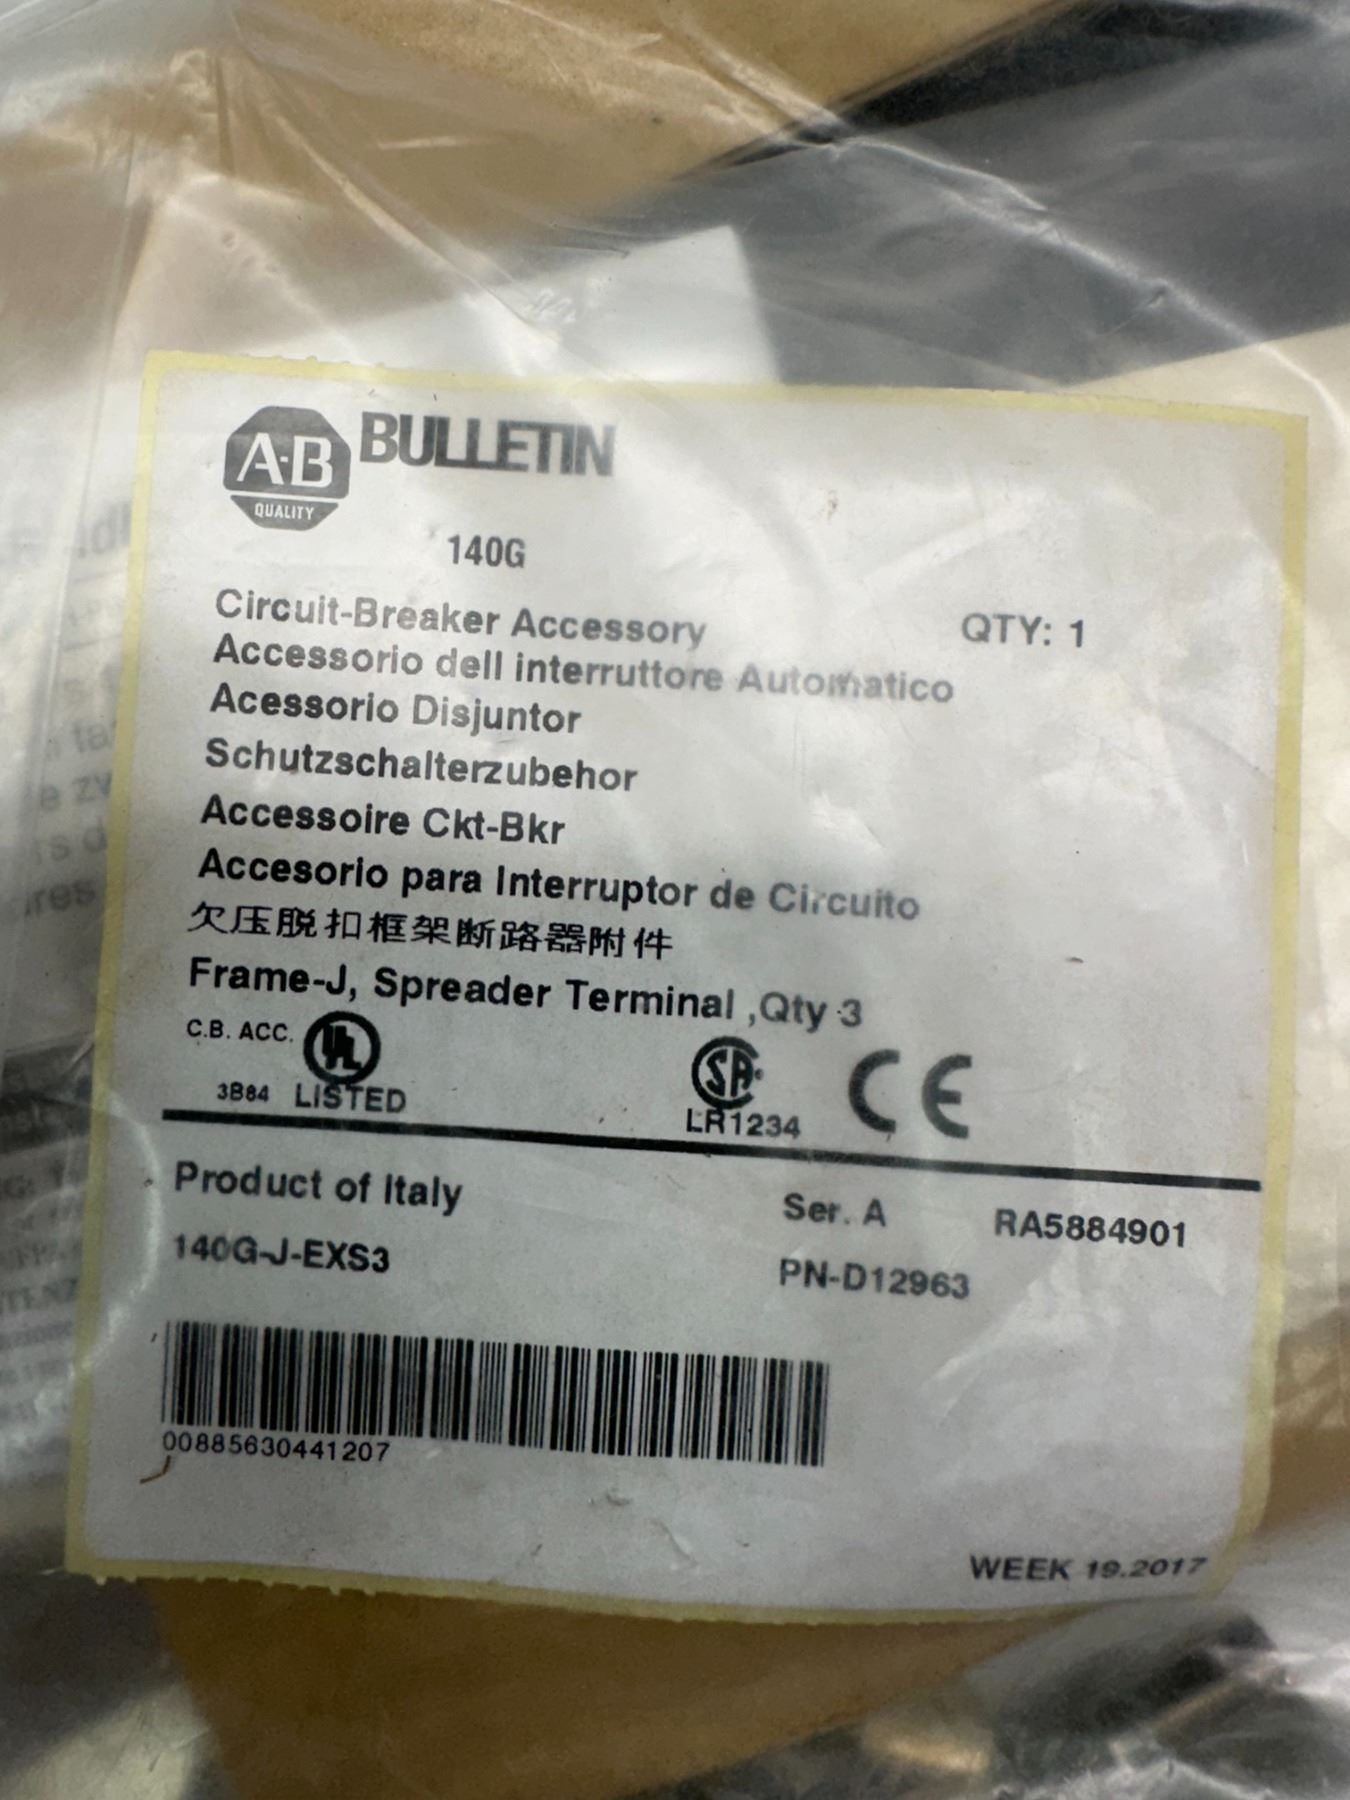 A-B QUALITY BULLETIN
140G
Circuit-Breaker Accessory QTY: 1
Accessorio dell interruttore Automatico
Acessorio Disjuntor
Schutzschalterzubehor
Accessoire Ckt-Bkr
Accesorio para Interruptor de Circuito
欠压脱扣框架断路器附件
Frame-J, Spreader Terminal ,Qty 3
C.B. ACC. UL
3B84 LISTED
SA LR1234 CE
Product of Italy Ser. A RA5884901
140G-J-EXS3 PN-D12963
00885630441207
WEEK 19.2017